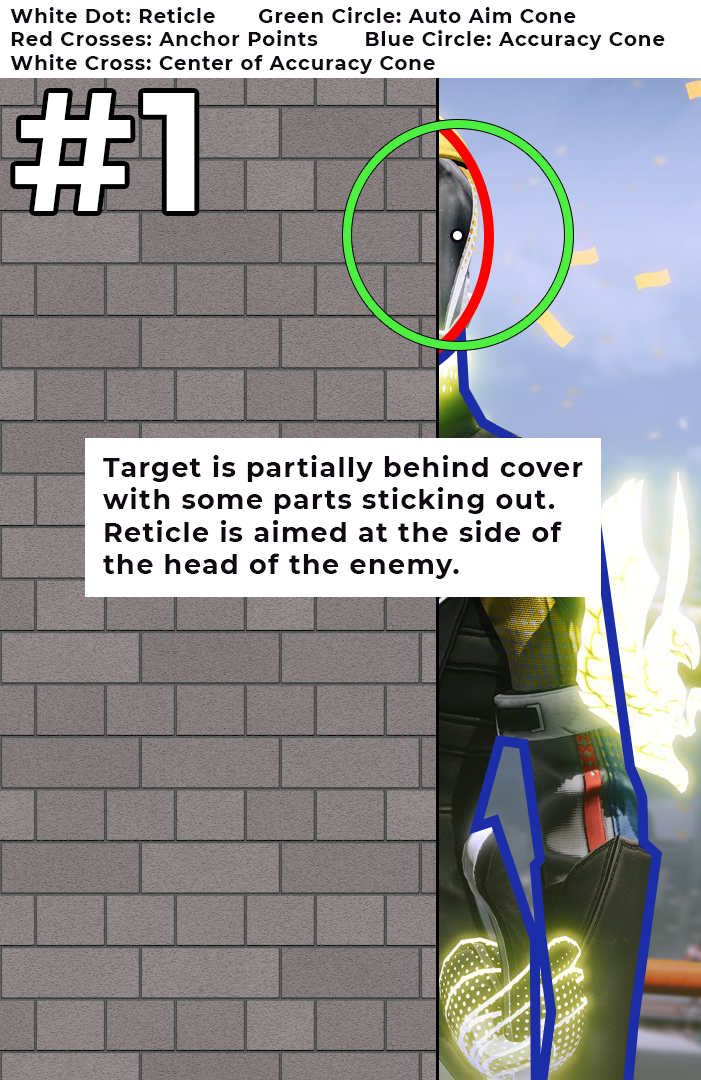 White Dot: Reticle Green Circle: Auto Aim Cone
Red Crosses: Anchor Points Blue Circle: Accuracy Cone
White Cross: Center of Accuracy Cone
#1
Target is partially behind cover
with some parts sticking out.
Reticle is aimed at the side of
the head of the enemy.